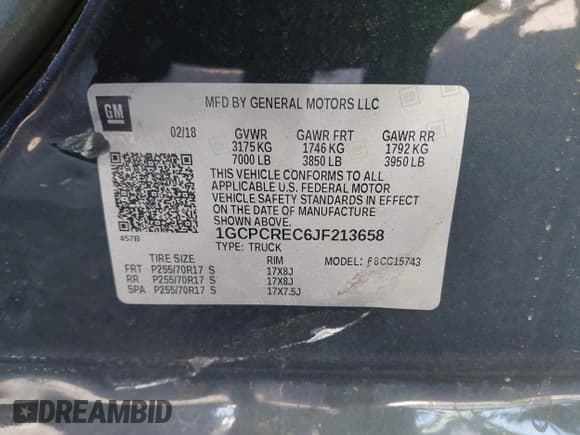 GM
MFD BY GENERAL MOTORS LLC
02/18 GVWR GAWR FRT GAWR RR
3175 KG 1746 KG 1792 KG
7000 LB 3850 LB 3950 LB
THIS VEHICLE CONFORMS TO ALL
APPLICABLE U.S. FEDERAL MOTOR
VEHICLE SAFETY STANDARDS IN EFFECT
ON THE DATE OF MANUFACTURE
SHOWN ABOVE.
457B
1GCPCREC6JF213658
TYPE: TRUCK
TIRE SIZE RIM MODEL: CC15743
FRT P255/70R17 S 17X8J
RR P255/70R17 S 17X8J
SPA P255/70R17 S 17X7.5J
DREAMBID